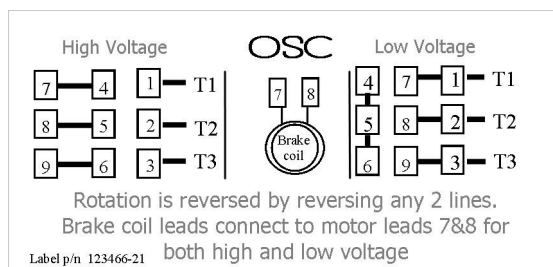 High Voltage
OSC
Low Voltage
7 4 1 T1
8 5 2 T2
9 6 3 T3
7 8
Brake
coil
4 7 1 T1
5 8 2 T2
6 9 3 T3
Rotation is reversed by reversing any 2 lines.
Brake coil leads connect to motor leads 7&8 for
both high and low voltage
Label p/n 123466-21